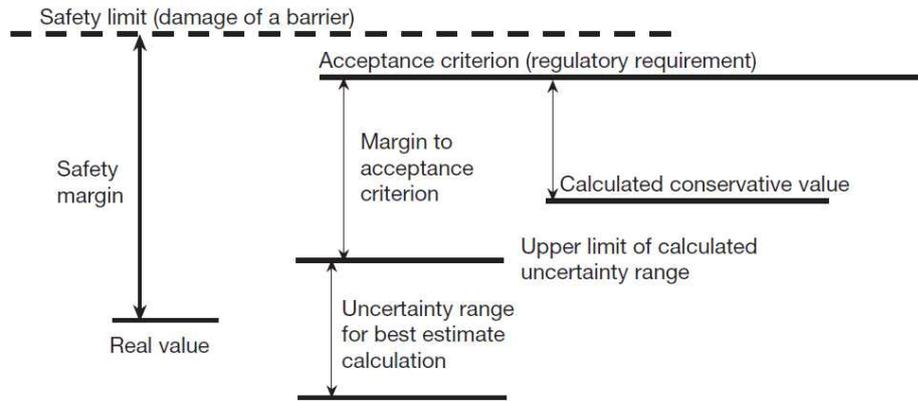 Safety limit (damage of a barrier)
Acceptance criterion (regulatory requirement)
Safety
margin
Margin to
acceptance
criterion
Calculated conservative value
Upper limit of calculated
uncertainty range
Real value
Uncertainty range
for best estimate
calculation